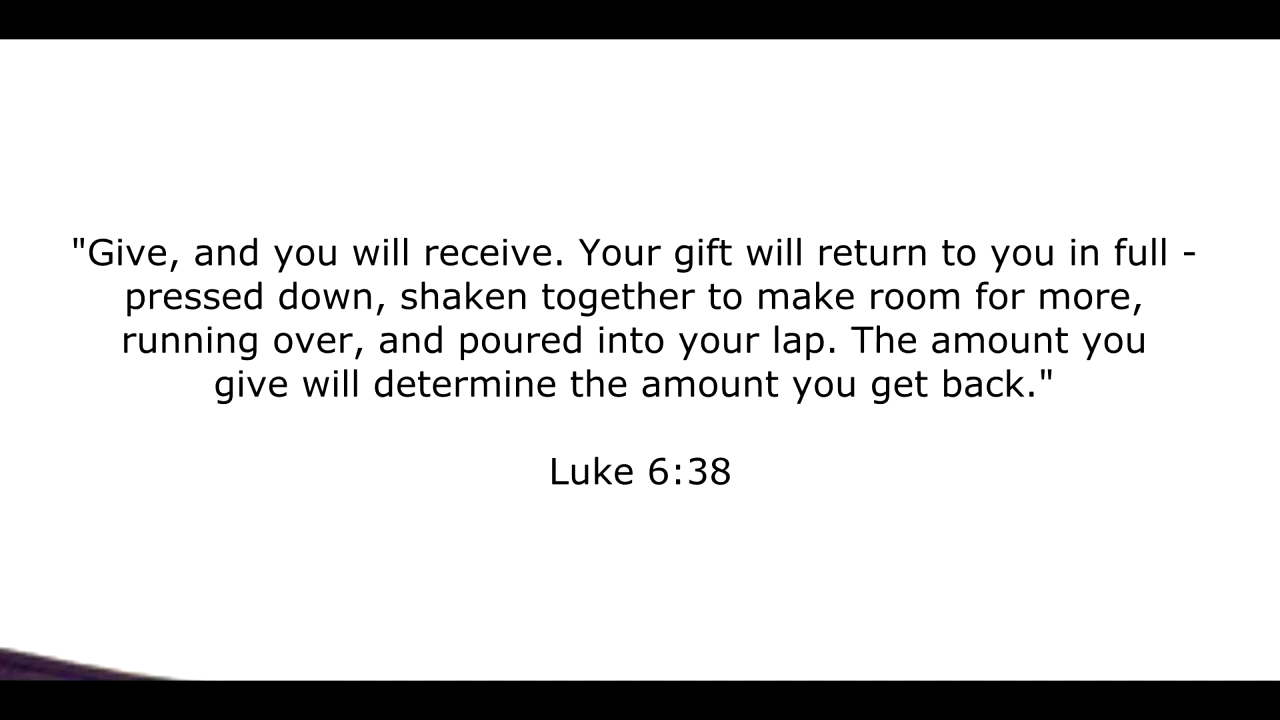 "Give, and you will receive. Your gift will return to you in full -
pressed down, shaken together to make room for more,
running over, and poured into your lap. The amount you
give will determine the amount you get back."
Luke 6:38